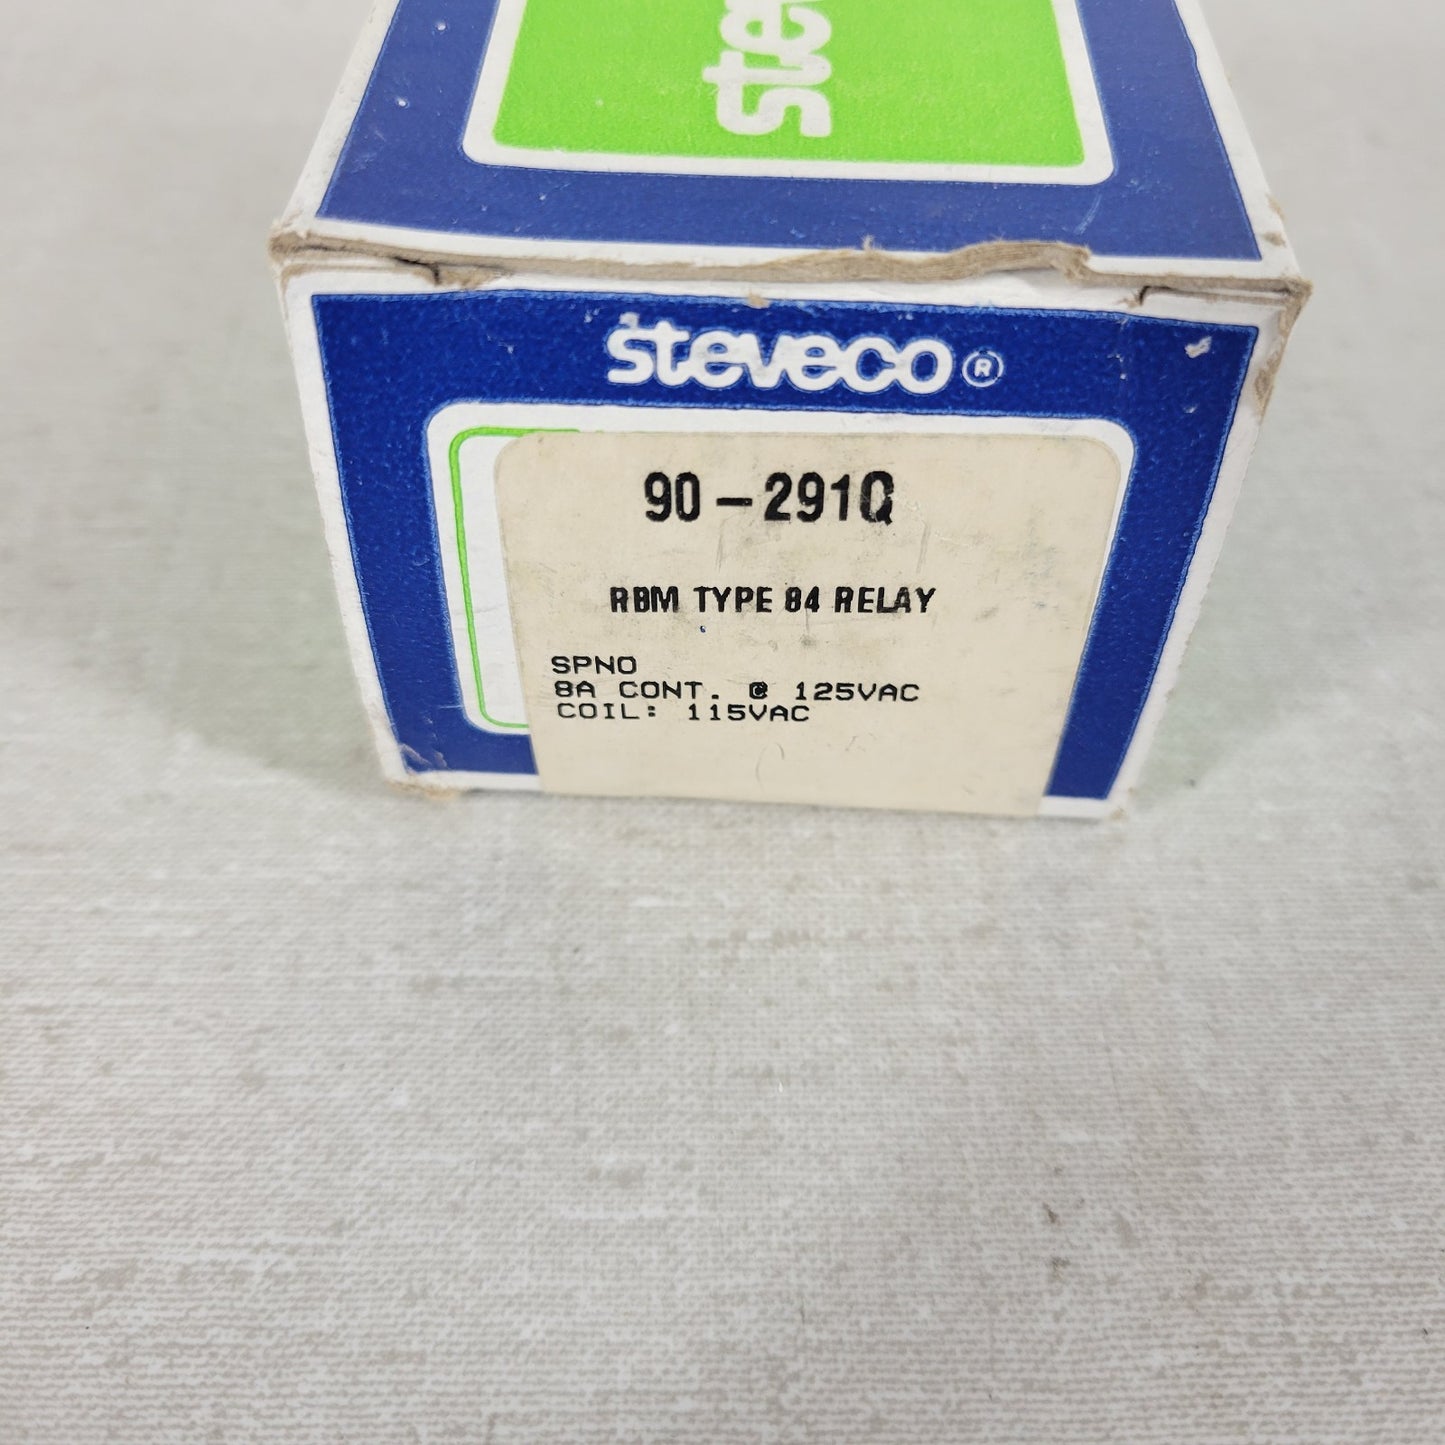 steveco®
90-291Q
RBM TYPE 84 RELAY
SPNO
8A CONT. @ 125VAC
COIL: 115VAC